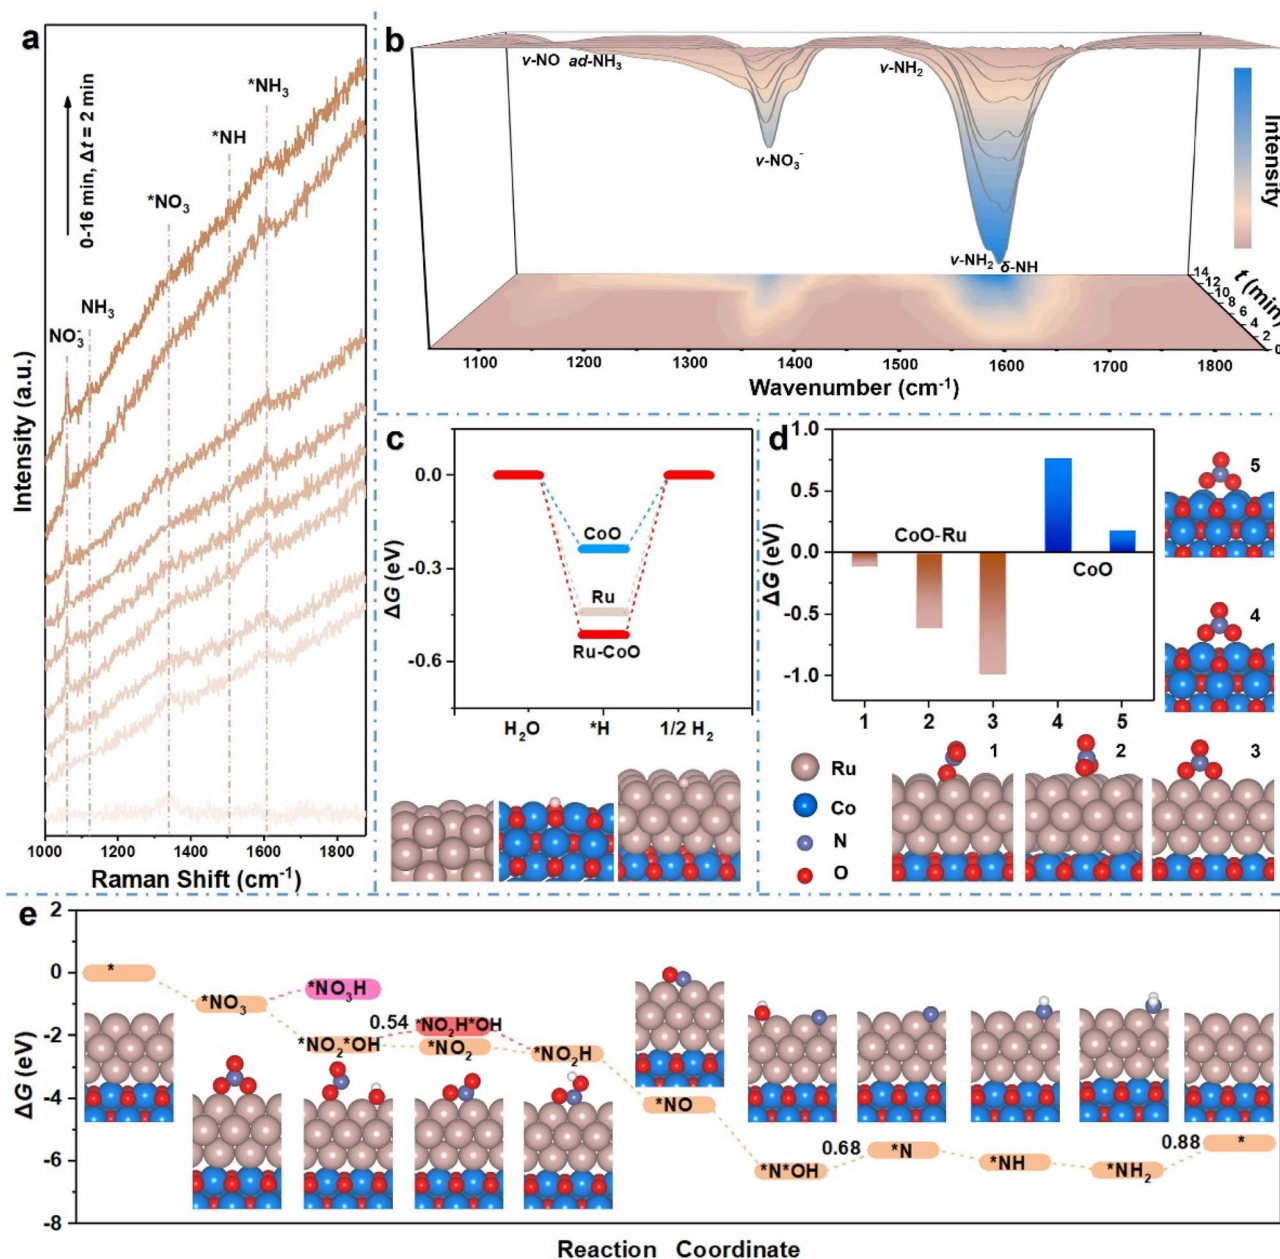 a
0-16 min, Δt = 2 min
*NH₃
*NH
*NO₃
NH₃
NO₃⁻
Intensity (a.u.)
1000 1200 1400 1600 1800
Raman Shift (cm⁻¹)
b
ν-NO ad-NH₃
ν-NH₂
ν-NO₃⁻
ν-NH₂ δ-NH
Intensity
14
12
10
8
6
4
2
0
t (min)
1100 1200 1300 1400 1500 1600 1700 1800
Wavenumber (cm⁻¹)
c
0.0
-0.3
-0.6
ΔG (eV)
CoO
Ru
Ru-CoO
H₂O *H 1/2 H₂
d
1.0
0.5
0.0
-0.5
-1.0
ΔG (eV)
CoO-Ru
CoO
1 2 3 4 5
5
4
1 2 3
Ru
Co
N
O
e
2
0
-2
-4
-6
-8
ΔG (eV)
*
*NO₃
*NO₃H
*NO₂*OH
0.54
*NO₂H*OH
*NO₂
*NO₂H
*NO
*N*OH
0.68
*N
*NH
*NH₂
0.88
*
Reaction Coordinate